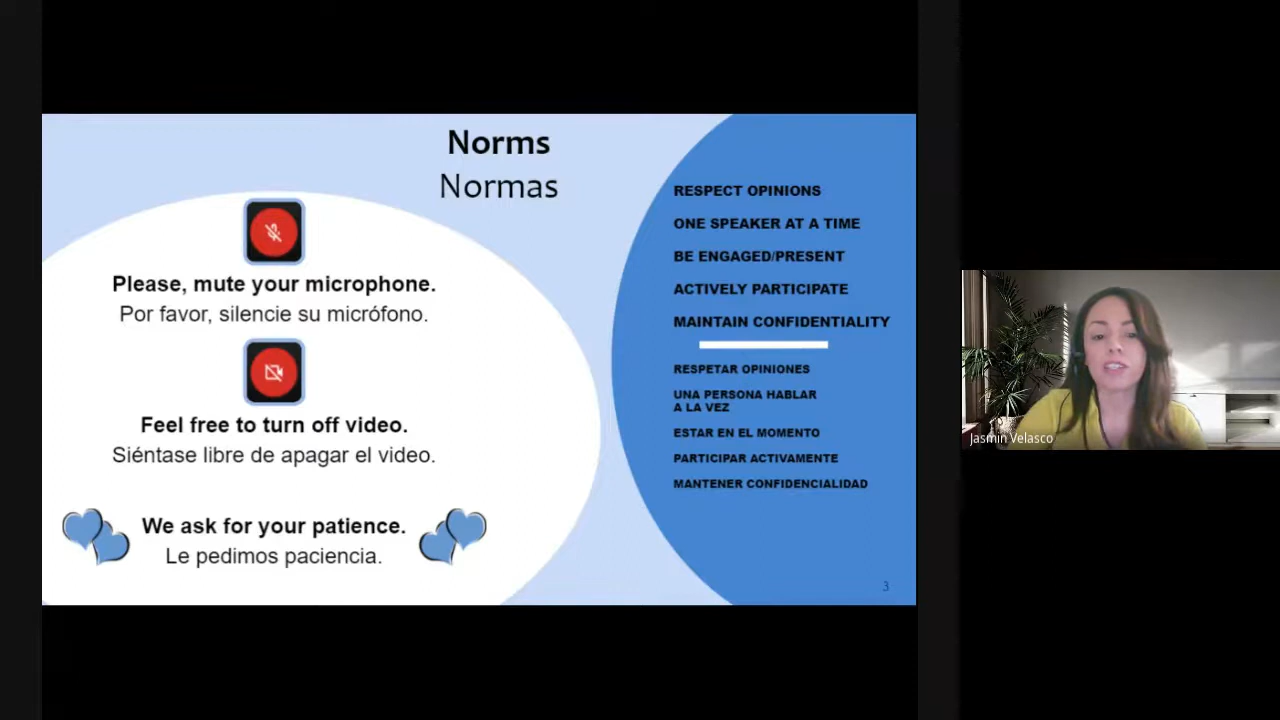 Norms
Normas
Please, mute your microphone.
Por favor, silencie su micrófono.
Feel free to turn off video.
Siéntase libre de apagar el video.
We ask for your patience.
Le pedimos paciencia.
RESPECT OPINIONS
ONE SPEAKER AT A TIME
BE ENGAGED/PRESENT
ACTIVELY PARTICIPATE
MAINTAIN CONFIDENTIALITY
RESPETAR OPINIONES
UNA PERSONA HABLAR
A LA VEZ
ESTAR EN EL MOMENTO
PARTICIPAR ACTIVAMENTE
MANTENER CONFIDENCIALIDAD
3
Jasmin Velasco